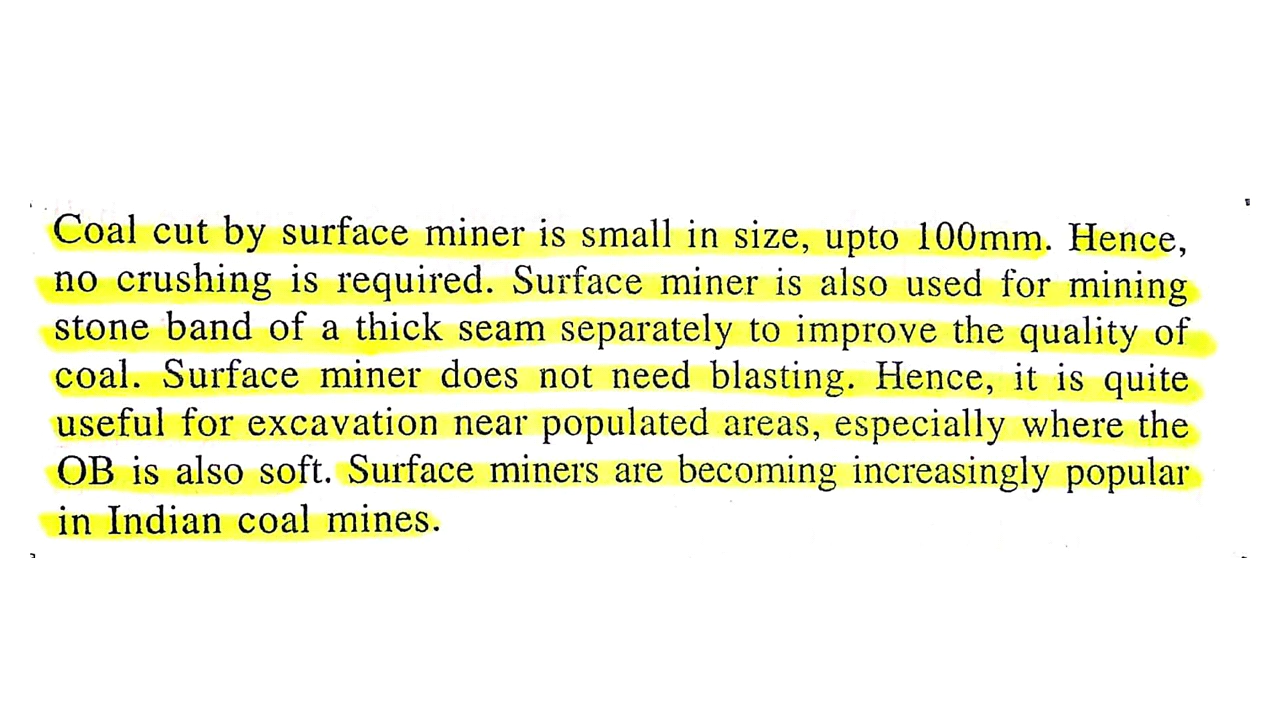 Coal cut by surface miner is small in size, upto 100mm. Hence,
no crushing is required. Surface miner is also used for mining
stone band of a thick seam separately to improve the quality of
coal. Surface miner does not need blasting. Hence, it is quite
useful for excavation near populated areas, especially where the
OB is also soft. Surface miners are becoming increasingly popular
in Indian coal mines.